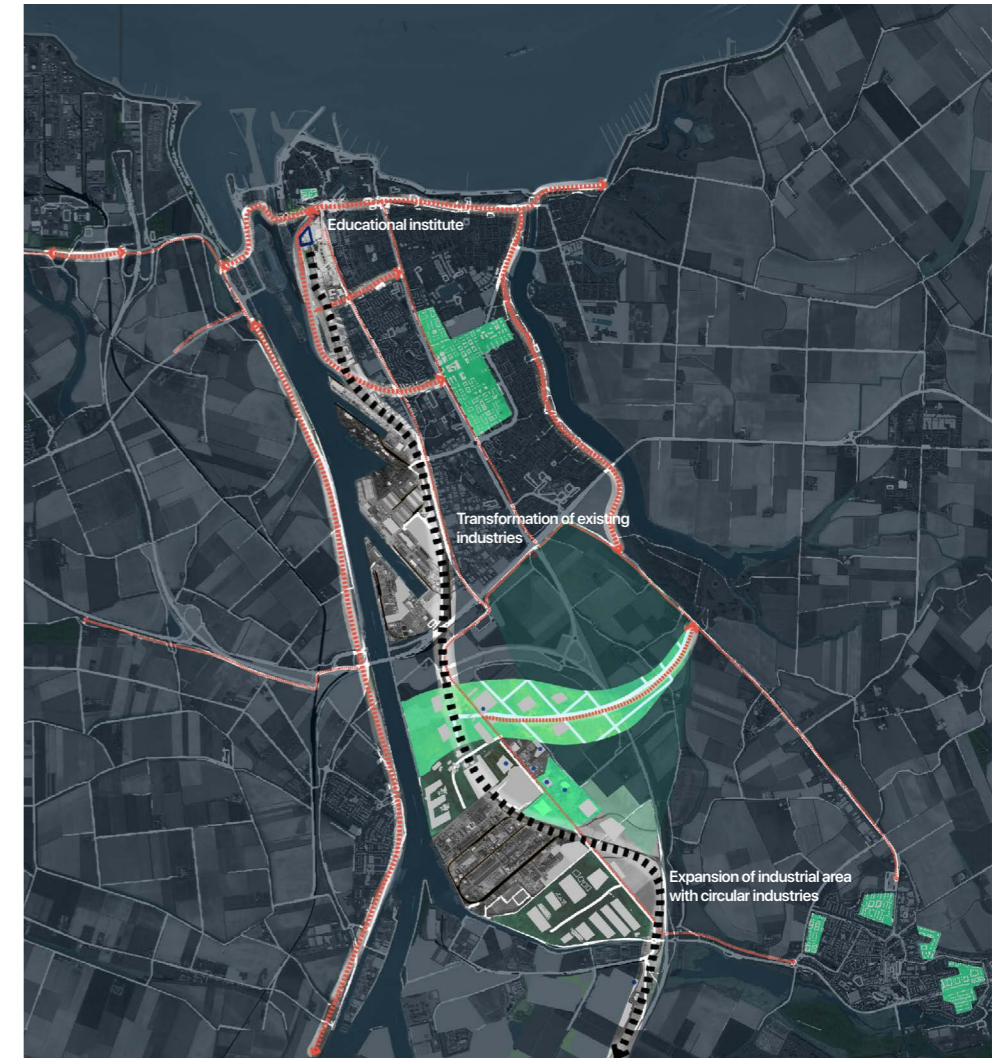 Educational institute
Transformation of existing
industries
Expansion of industrial area
with circular industries